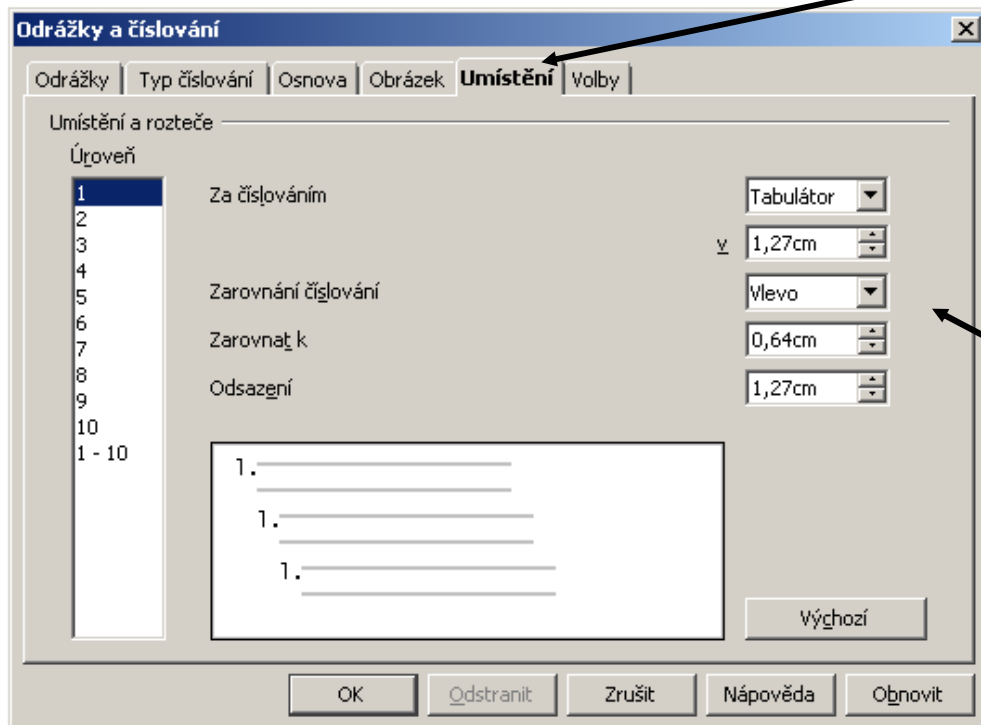 Odrážky a číslování
Odrážky Typ číslování Osnova Obrázek Umístění Volby
Umístění a rozteče
Úroveň
1
2
3
4
5
6
7
8
9
10
1 - 10
Za číslováním Tabulátor
v 1,27cm
Zarovnání číslování Vlevo
Zarovnat k 0,64cm
Odsazení 1,27cm
1.
1.
1.
Výchozí
OK Odstranit Zrušit Nápověda Obnovit